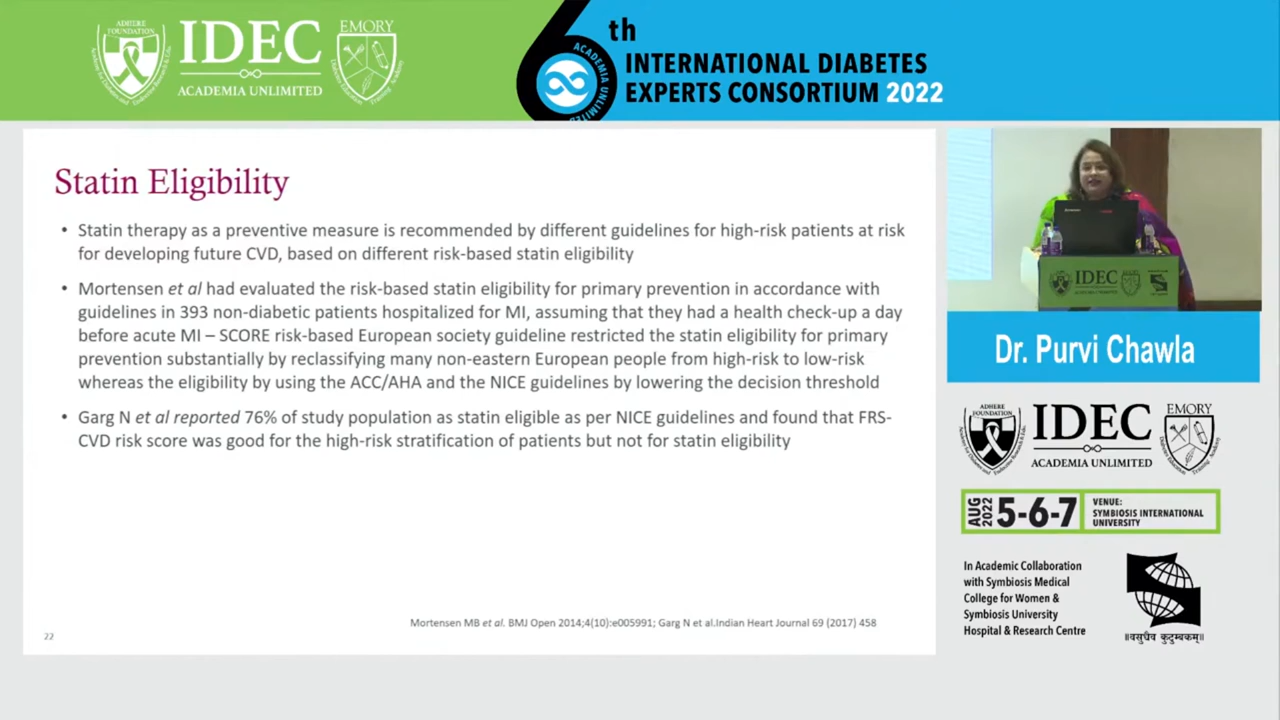 ADHERE
FOUNDATION
IDEC
ACADEMIA UNLIMITED
EMORY
6th
ACADEMIA UNLIMITED
INTERNATIONAL DIABETES
EXPERTS CONSORTIUM 2022
Statin Eligibility
• Statin therapy as a preventive measure is recommended by different guidelines for high-risk patients at risk
for developing future CVD, based on different risk-based statin eligibility
• Mortensen et al had evaluated the risk-based statin eligibility for primary prevention in accordance with
guidelines in 393 non-diabetic patients hospitalized for MI, assuming that they had a health check-up a day
before acute MI – SCORE risk-based European society guideline restricted the statin eligibility for primary
prevention substantially by reclassifying many non-eastern European people from high-risk to low-risk
whereas the eligibility by using the ACC/AHA and the NICE guidelines by lowering the decision threshold
• Garg N et al reported 76% of study population as statin eligible as per NICE guidelines and found that FRS-
CVD risk score was good for the high-risk stratification of patients but not for statin eligibility
Mortensen MB et al. BMJ Open 2014;4(10):e005991; Garg N et al.Indian Heart Journal 69 (2017) 458
22
IDEC
Dr. Purvi Chawla
ADHERE
FOUNDATION
IDEC
ACADEMIA UNLIMITED
EMORY
AUG
2022
5-6-7
VENUE:
SYMBIOSIS INTERNATIONAL
UNIVERSITY
In Academic Collaboration
with Symbiosis Medical
College for Women &
Symbiosis University
Hospital & Research Centre
॥वसुधैव कुटुम्बकम्॥